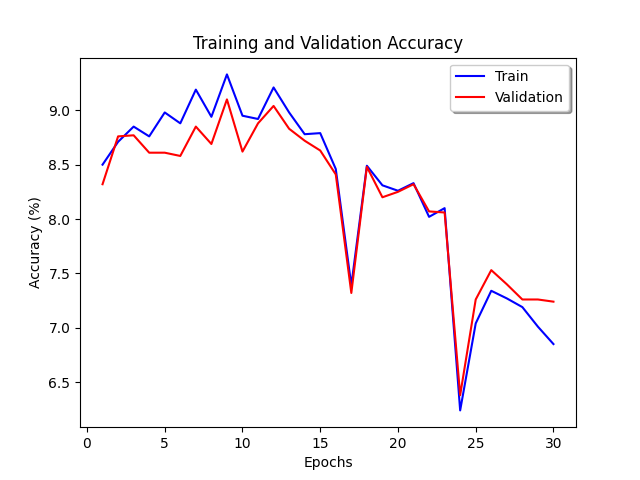 Training and Validation Accuracy
Train
Validation
Accuracy (%)
9.0
8.5
8.0
7.5
7.0
6.5
0 5 10 15 20 25 30
Epochs